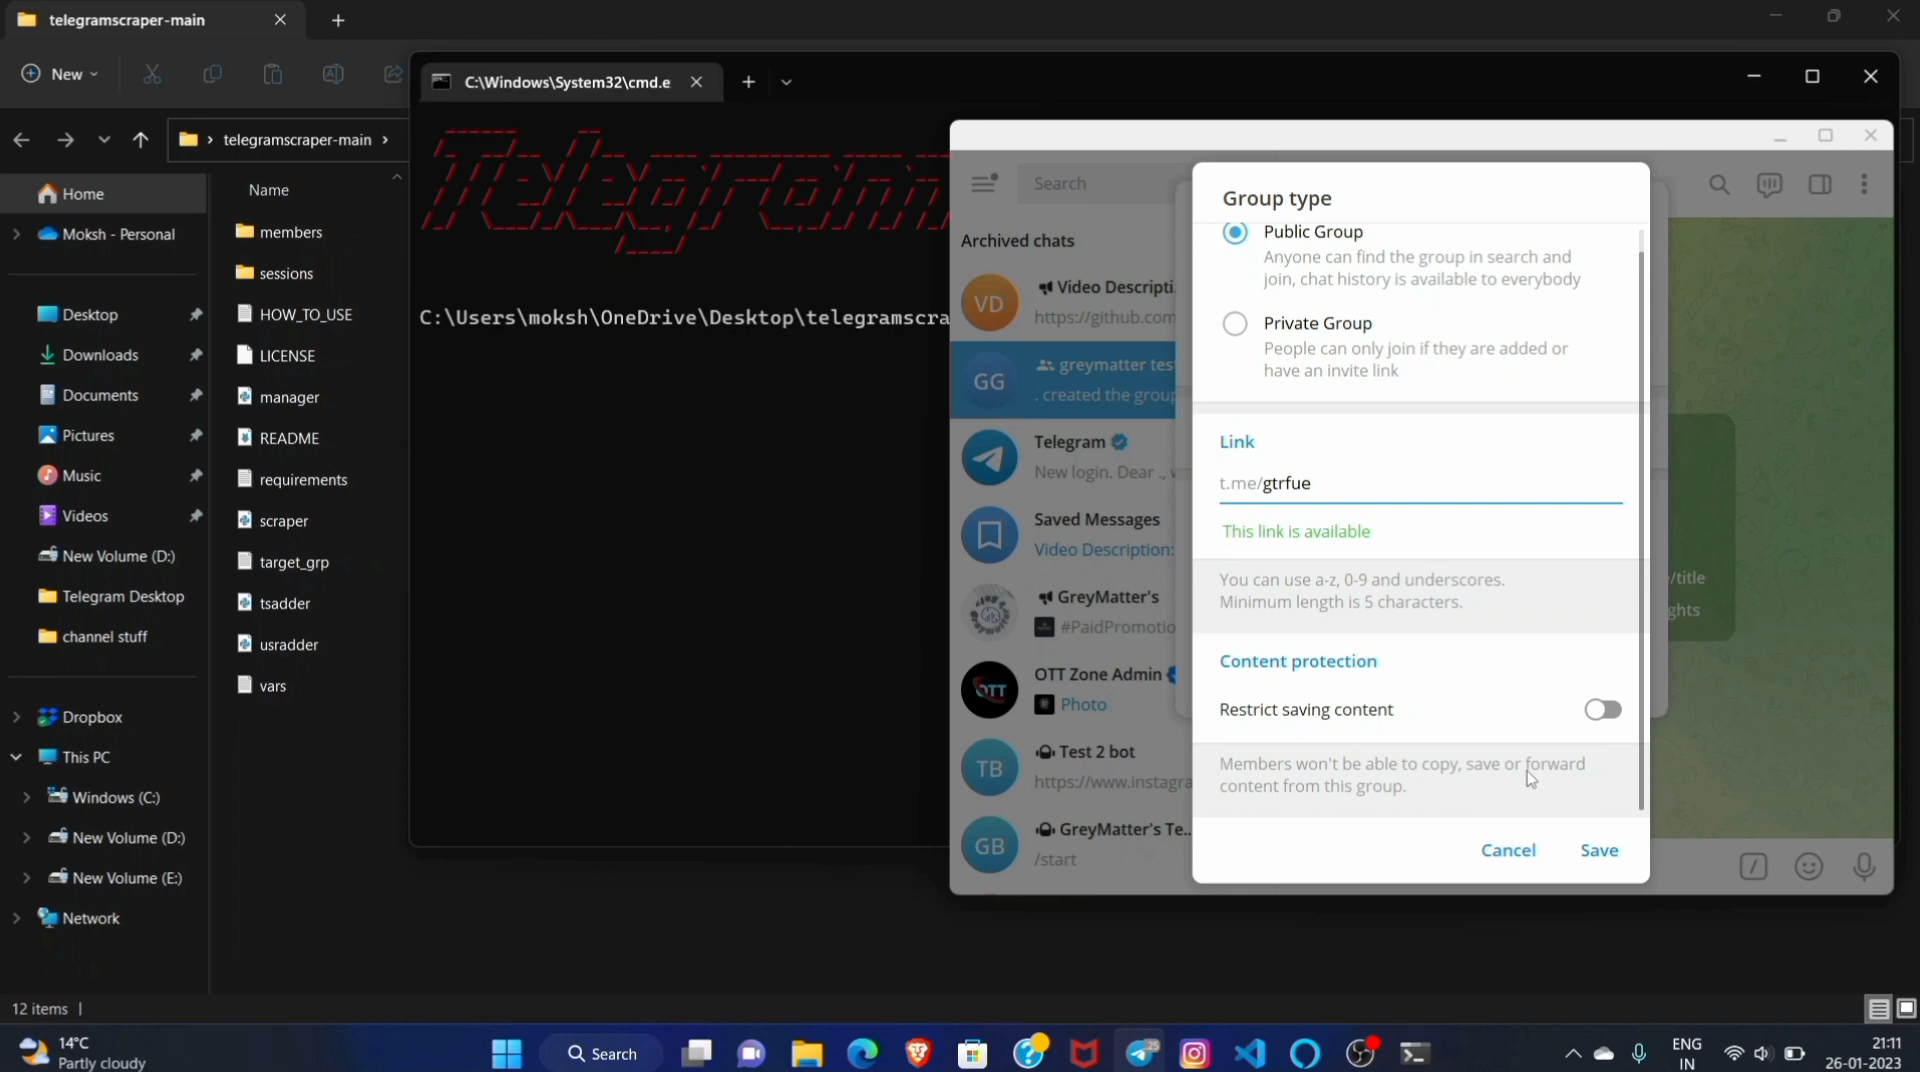 telegramscraper-main
New
telegramscraper-main
Home
Moksh - Personal
Desktop
Downloads
Documents
Pictures
Music
Videos
New Volume (D:)
Telegram Desktop
channel stuff
Dropbox
This PC
Windows (C:)
New Volume (D:)
New Volume (E:)
Network
Name
members
sessions
HOW_TO_USE
LICENSE
manager
README
requirements
scraper
target_grp
tsadder
usradder
vars
12 items
C:\Windows\System32\cmd.e
Telegram
C:\Users\moksh\OneDrive\Desktop\telegramscra
Search
Archived chats
VD
Video Descripti...
https://github.com
GG
greymatter tes
. created the group
Telegram
New login. Dear .,
Saved Messages
Video Description:
GreyMatter's
#PaidPromotio
OTT
OTT Zone Admin
Photo
TB
Test 2 bot
https://www.instagra
GB
GreyMatter's Te...
/start
Group type
Public Group
Anyone can find the group in search and
join, chat history is available to everybody
Private Group
People can only join if they are added or
have an invite link
Link
t.me/gtrfue
This link is available
You can use a-z, 0-9 and underscores.
Minimum length is 5 characters.
Content protection
Restrict saving content
Members won't be able to copy, save or forward
content from this group.
Cancel
Save
/title
ghts
14°C
Partly cloudy
Search
25
ENG
IN
21:11
26-01-2023